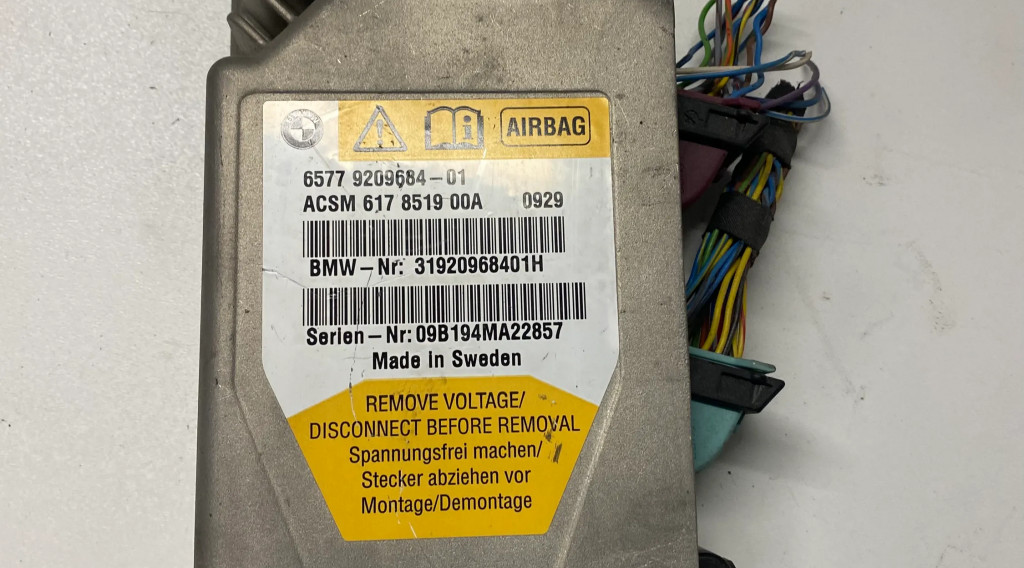 AIRBAG
6577 9209684-01
ACSM 617 8519 00A 0929
BMW-Nr: 31920968401H
Serien-Nr: 09B194MA22857
Made in Sweden
REMOVE VOLTAGE/
DISCONNECT BEFORE REMOVAL
Spannungsfrei machen/
Stecker abziehen vor
Montage/Demontage